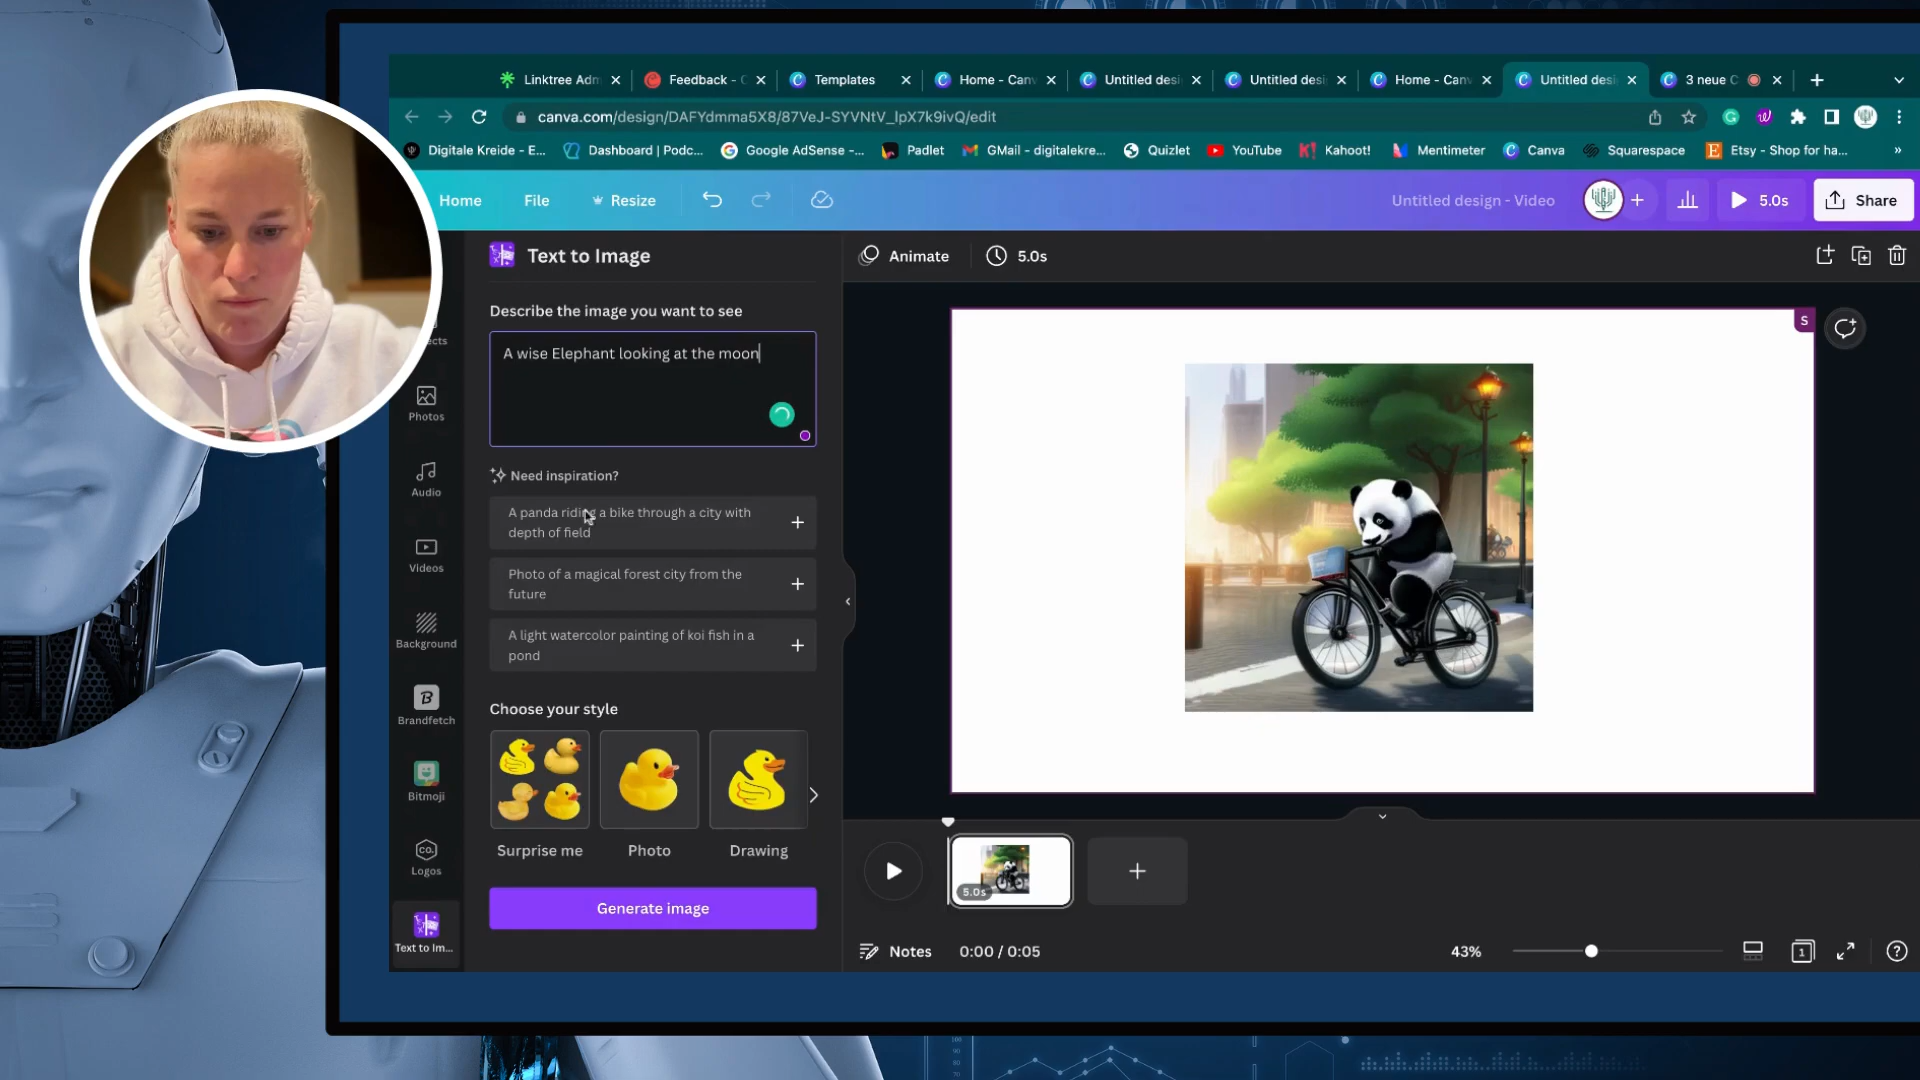 Linktree Adm
Feedback - C
Templates
Home - Canv
Untitled desi
Untitled desi
Home - Canv
Untitled desi
3 neue C
canva.com/design/DAFYdmma5X8/87VeJ-SYVNtV_lpX7k9ivQ/edit
Digitale Kreide - E...
Dashboard | Podc...
Google AdSense -...
Padlet
GMail - digitalekre...
Quizlet
YouTube
Kahoot!
Mentimeter
Canva
Squarespace
Etsy - Shop for ha...
»
Home
File
Resize
Untitled design - Video
5.0s
Share
Text to Image
Animate
5.0s
Describe the image you want to see
A wise Elephant looking at the moon
S
Photos
Audio
Videos
Background
Brandfetch
Bitmoji
CO.
Logos
Text to Im...
Need inspiration?
A panda riding a bike through a city with
depth of field
Photo of a magical forest city from the
future
A light watercolor painting of koi fish in a
pond
Choose your style
Surprise me
Photo
Drawing
Generate image
5.0s
Notes
0:00 / 0:05
43%
1